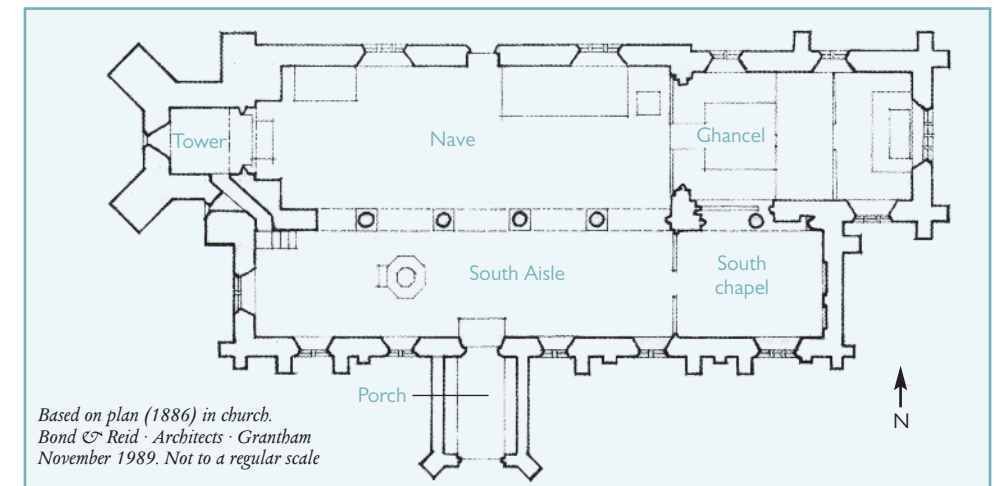 Tower
Nave
Ghancel
South Aisle
South
chapel
Porch
N
Based on plan (1886) in church.
Bond & Reid · Architects · Grantham
November 1989. Not to a regular scale